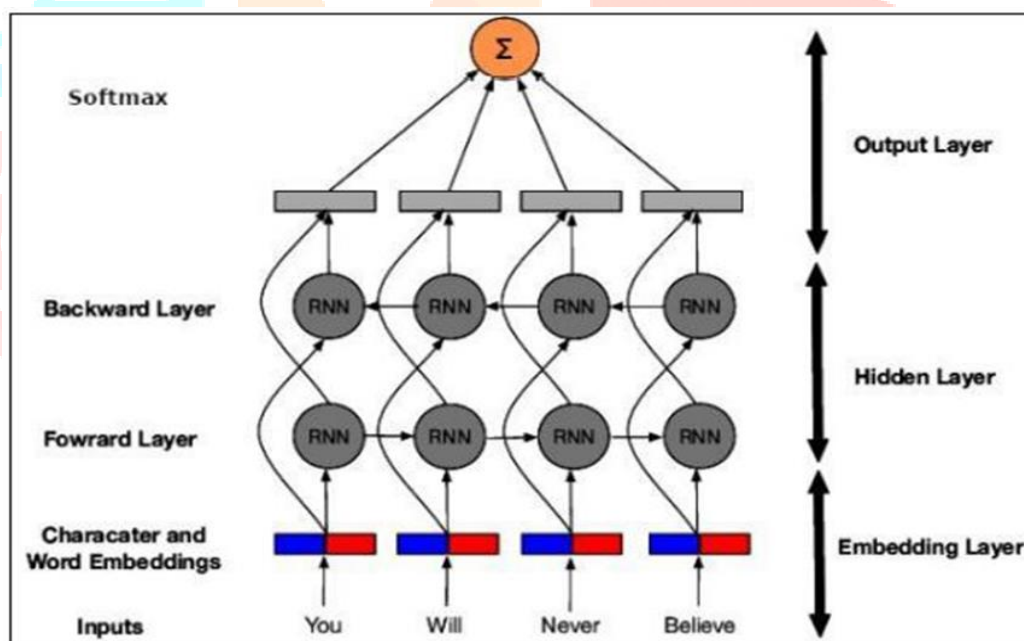 Σ
Softmax
Output Layer
Backward Layer
RNN RNN RNN RNN
Hidden Layer
Fowrard Layer
RNN RNN RNN RNN
Characater and
Word Embeddings
Embedding Layer
Inputs
You Will Never Believe